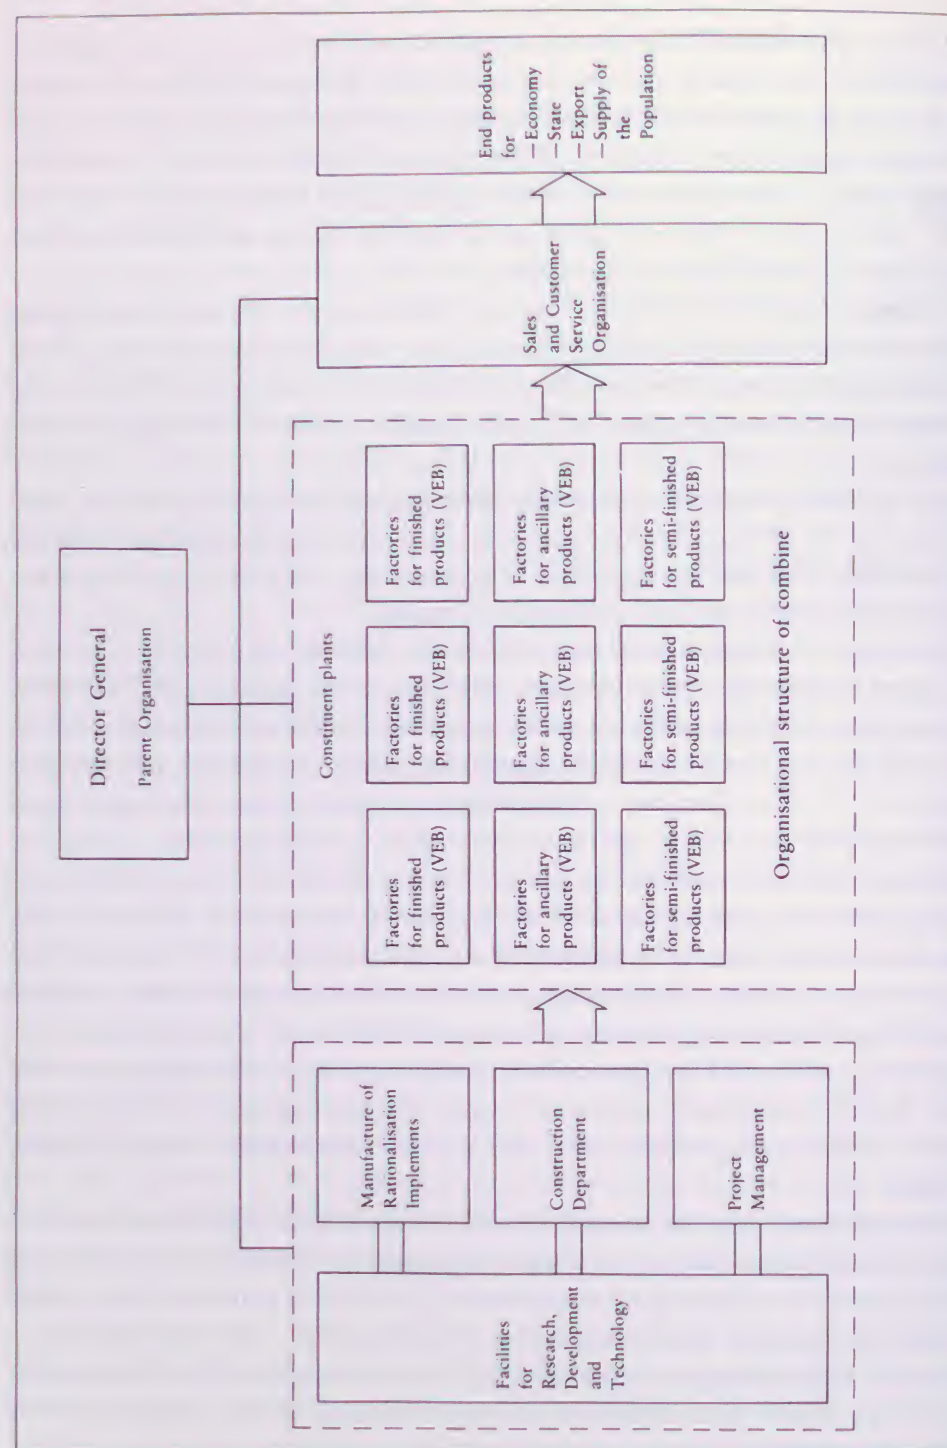 Director General
Parent Organisation
Facilities
for
Research,
Development
and
Technology
Manufacture of
Rationalisation
Implements
Construction
Department
Project
Management
Constituent plants
Factories
for finished
products (VEB)
Factories
for finished
products (VEB)
Factories
for finished
products (VEB)
Factories
for ancillary
products (VEB)
Factories
for ancillary
products (VEB)
Factories
for ancillary
products (VEB)
Factories
for semi-finished
products (VEB)
Factories
for semi-finished
products (VEB)
Factories
for semi-finished
products (VEB)
Organisational structure of combine
Sales
and Customer
Service
Organisation
End products
for
—Economy
—State
—Export
—Supply of
the
Population